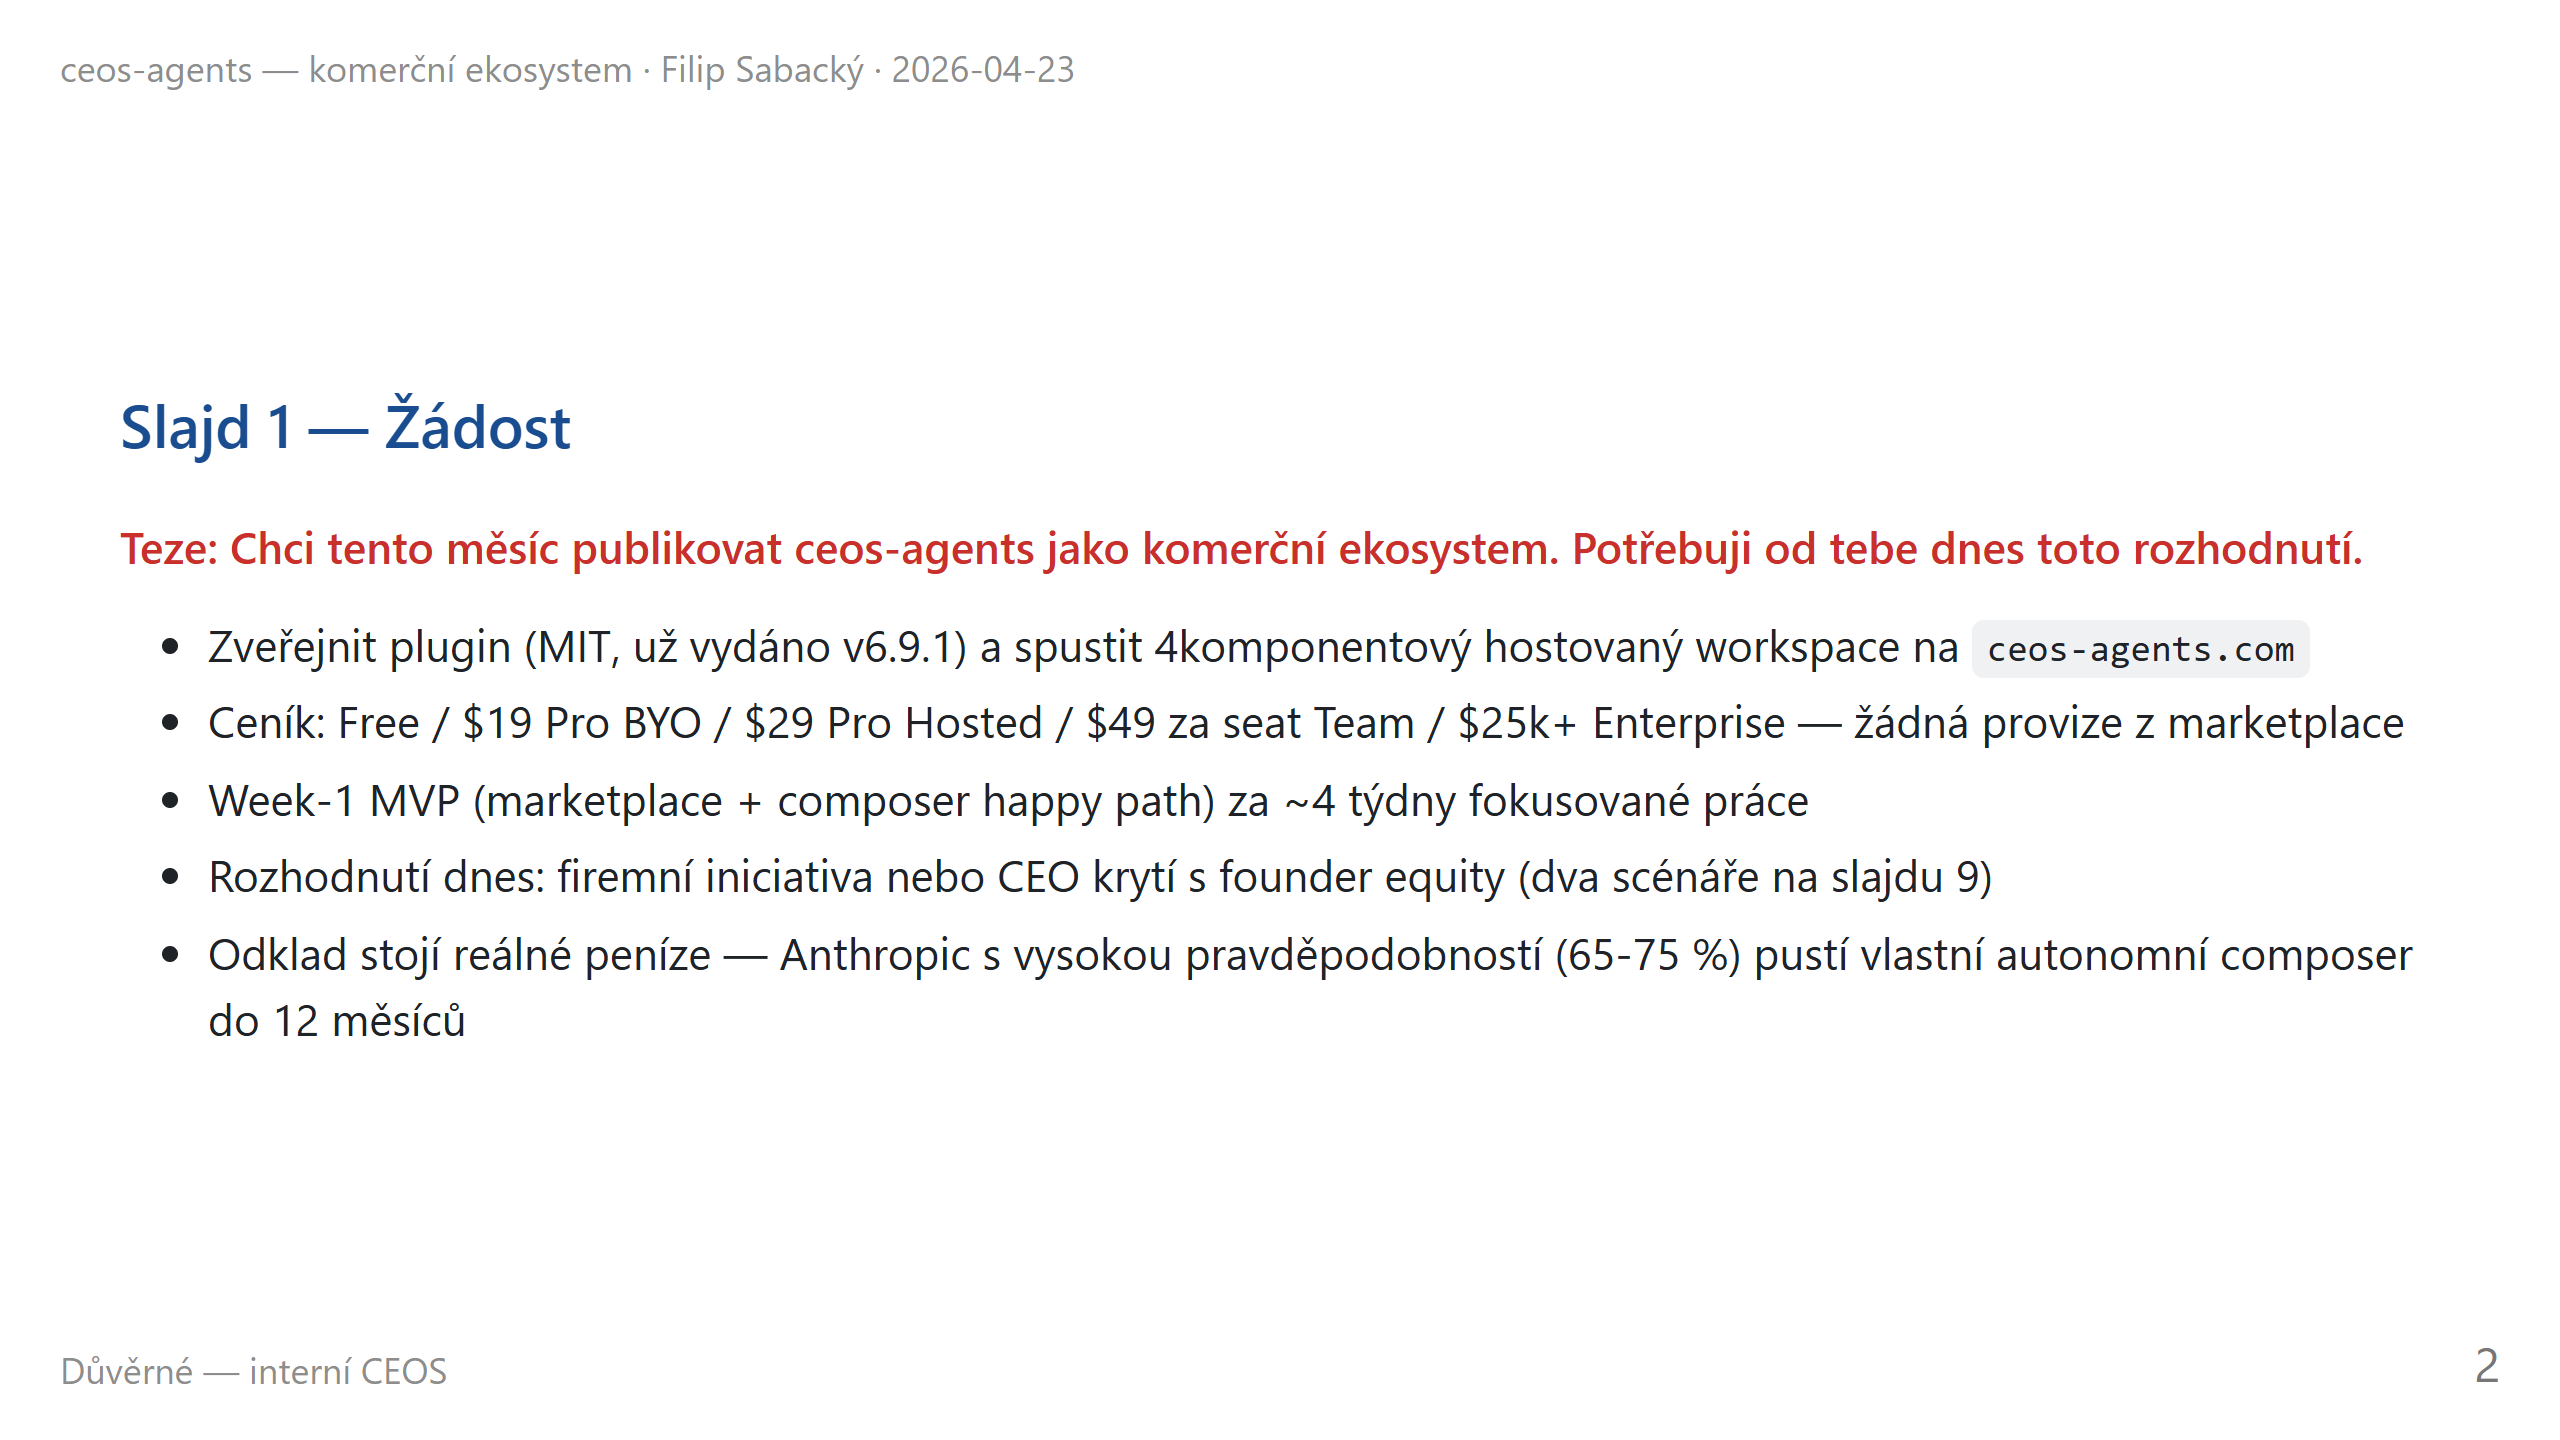 ceos-agents — komerční ekosystem · Filip Sabacký · 2026-04-23
Slajd 1 — Žádost
Teze: Chci tento měsíc publikovat ceos-agents jako komerční ekosystem. Potřebuji od tebe dnes toto rozhodnutí.
• Zveřejnit plugin (MIT, už vydáno v6.9.1) a spustit 4komponentový hostovaný workspace na ceos-agents.com
• Ceník: Free / $19 Pro BYO / $29 Pro Hosted / $49 za seat Team / $25k+ Enterprise — žádná provize z marketplace
• Week-1 MVP (marketplace + composer happy path) za ~4 týdny fokusované práce
• Rozhodnutí dnes: firemní iniciativa nebo CEO krytí s founder equity (dva scénáře na slajdu 9)
• Odklad stojí reálné peníze — Anthropic s vysokou pravděpodobností (65-75 %) pustí vlastní autonomní composer
do 12 měsíců
Důvěrné — interní CEOS
2